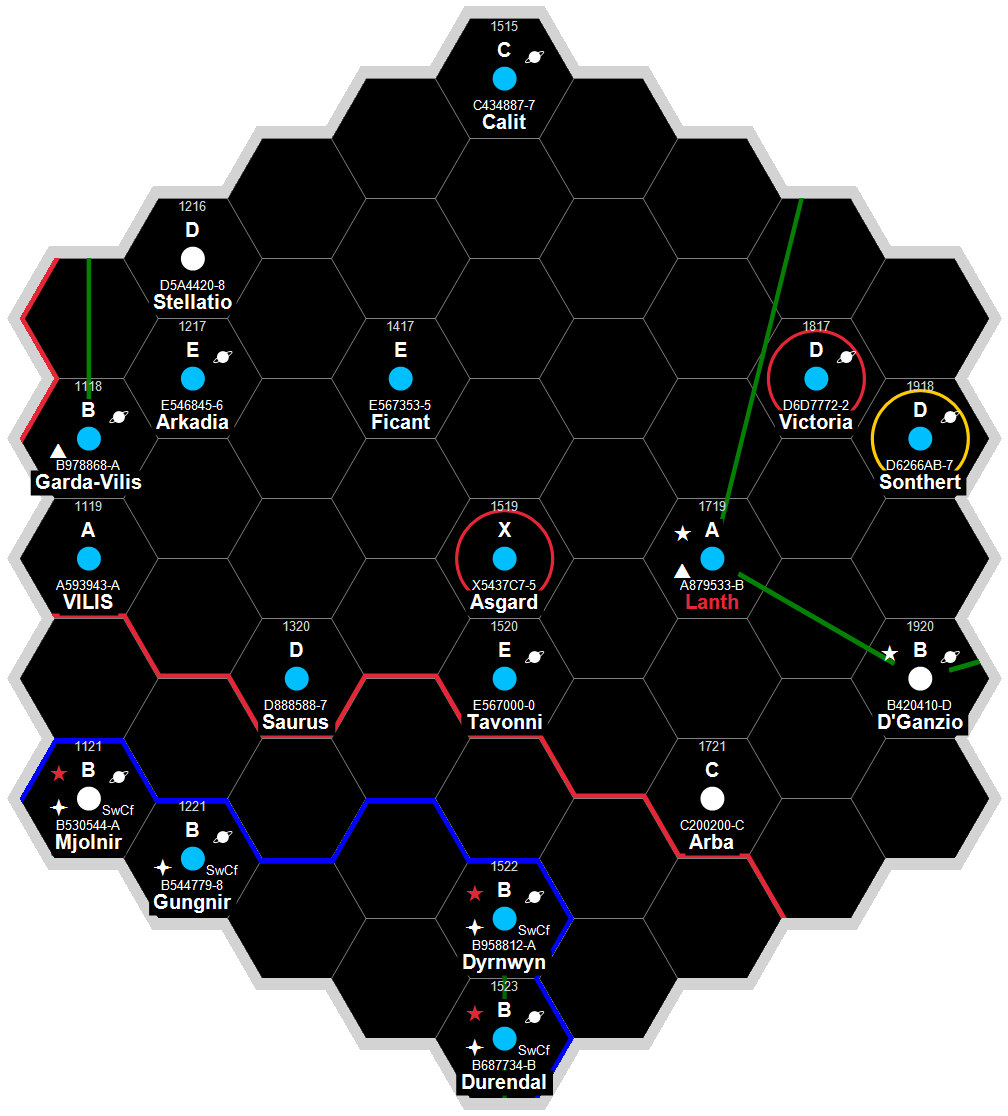 1515
C
C434887-7
Calit
1216
D
D5A4420-8
Stellatio
1217
E
E546845-6
Arkadia
1417
E
E567353-5
Ficant
1817
D
D6D7772-2
Victoria
1118
B
B978868-A
Garda-Vilis
1918
D
D6266AB-7
Sonthert
1119
A
A593943-A
VILIS
1519
X
X5437C7-5
Asgard
1719
A
A879533-B
Lanth
1320
D
D888588-7
Saurus
1520
E
E567000-0
Tavonni
1920
B
B420410-D
D'Ganzio
1121
B
SwCf
B530544-A
Mjolnir
1721
C
C200200-C
Arba
1221
B
SwCf
B544779-8
Gungnir
1522
B
SwCf
B958812-A
Dyrnwyn
1523
B
SwCf
B687734-B
Durendal